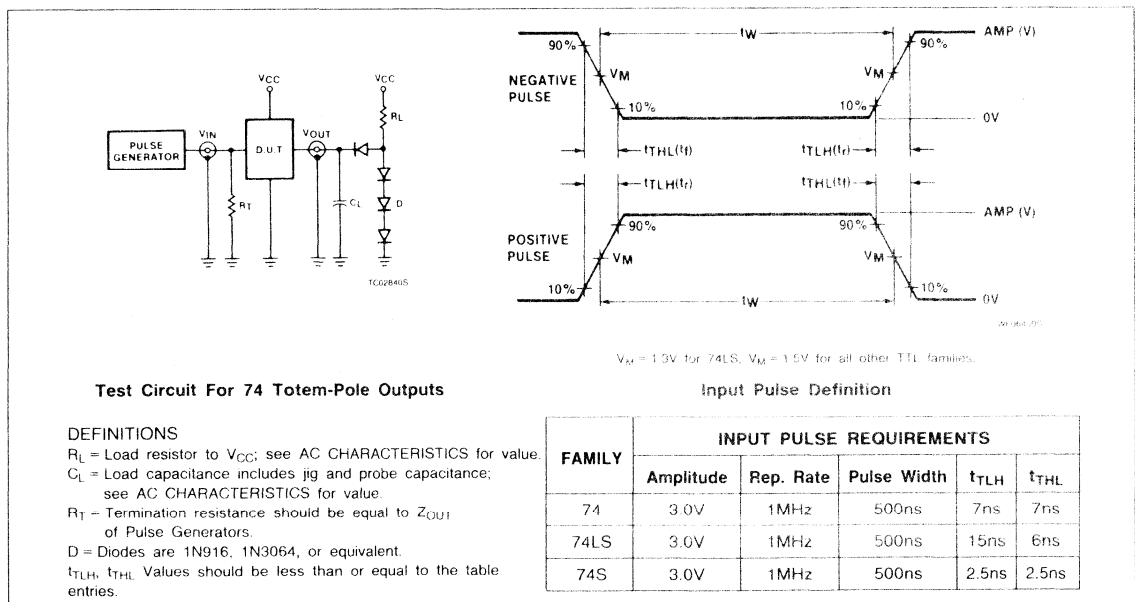 VCC
VCC
RL
PULSE
GENERATOR
VIN
D.U.T
VOUT
RT
CL
D
TC02840S
tW
AMP (V)
90%
90%
NEGATIVE
PULSE
VM
VM
10%
10%
0V
tTHL(tf)
tTLH(tr)
tTLH(tr)
tTHL(tf)
AMP (V)
90%
90%
POSITIVE
PULSE
VM
VM
10%
10%
tW
0V
VM = 1.3V for 74LS, VM = 1.5V for all other TTL families.
Test Circuit For 74 Totem-Pole Outputs
Input Pulse Definition
DEFINITIONS
RL = Load resistor to VCC; see AC CHARACTERISTICS for value.
CL = Load capacitance includes jig and probe capacitance;
see AC CHARACTERISTICS for value.
RT = Termination resistance should be equal to ZOUT
of Pulse Generators.
D = Diodes are 1N916, 1N3064, or equivalent.
tTLH, tTHL Values should be less than or equal to the table
entries.
FAMILY INPUT PULSE REQUIREMENTS
Amplitude Rep. Rate Pulse Width tTLH tTHL
74 3.0V 1MHz 500ns 7ns 7ns
74LS 3.0V 1MHz 500ns 15ns 6ns
74S 3.0V 1MHz 500ns 2.5ns 2.5ns